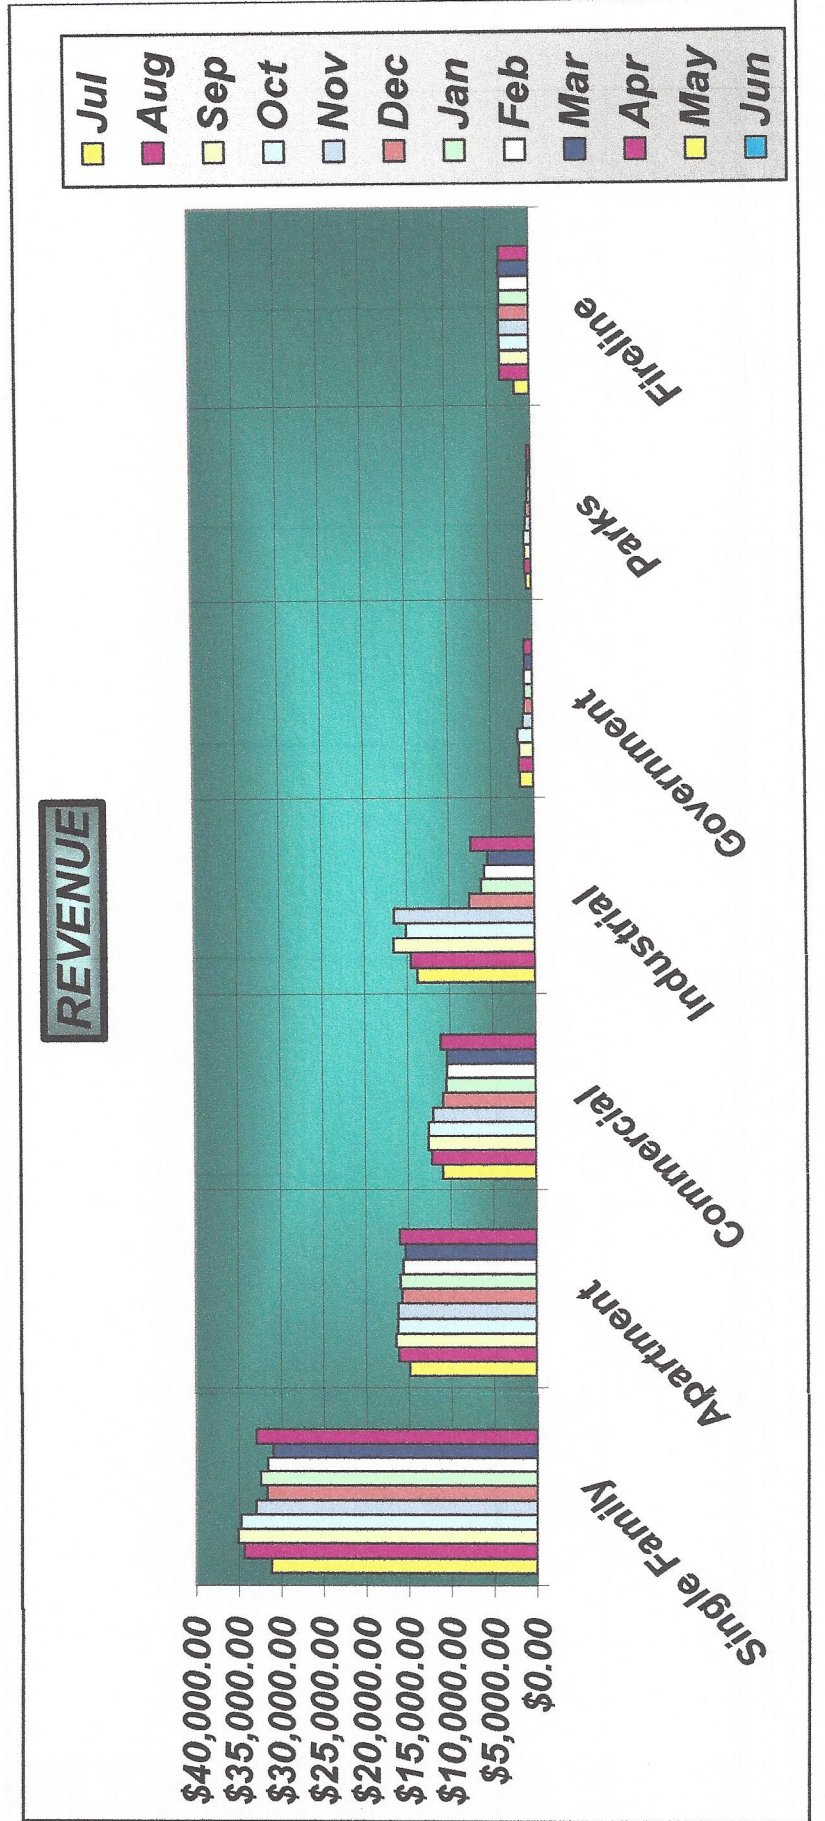 REVENUE
$40,000.00
$35,000.00
$30,000.00
$25,000.00
$20,000.00
$15,000.00
$10,000.00
$5,000.00
$0.00
Single Family
Apartment
Commercial
Industrial
Government
Parks
Fireline
Jul
Aug
Sep
Oct
Nov
Dec
Jan
Feb
Mar
Apr
May
Jun